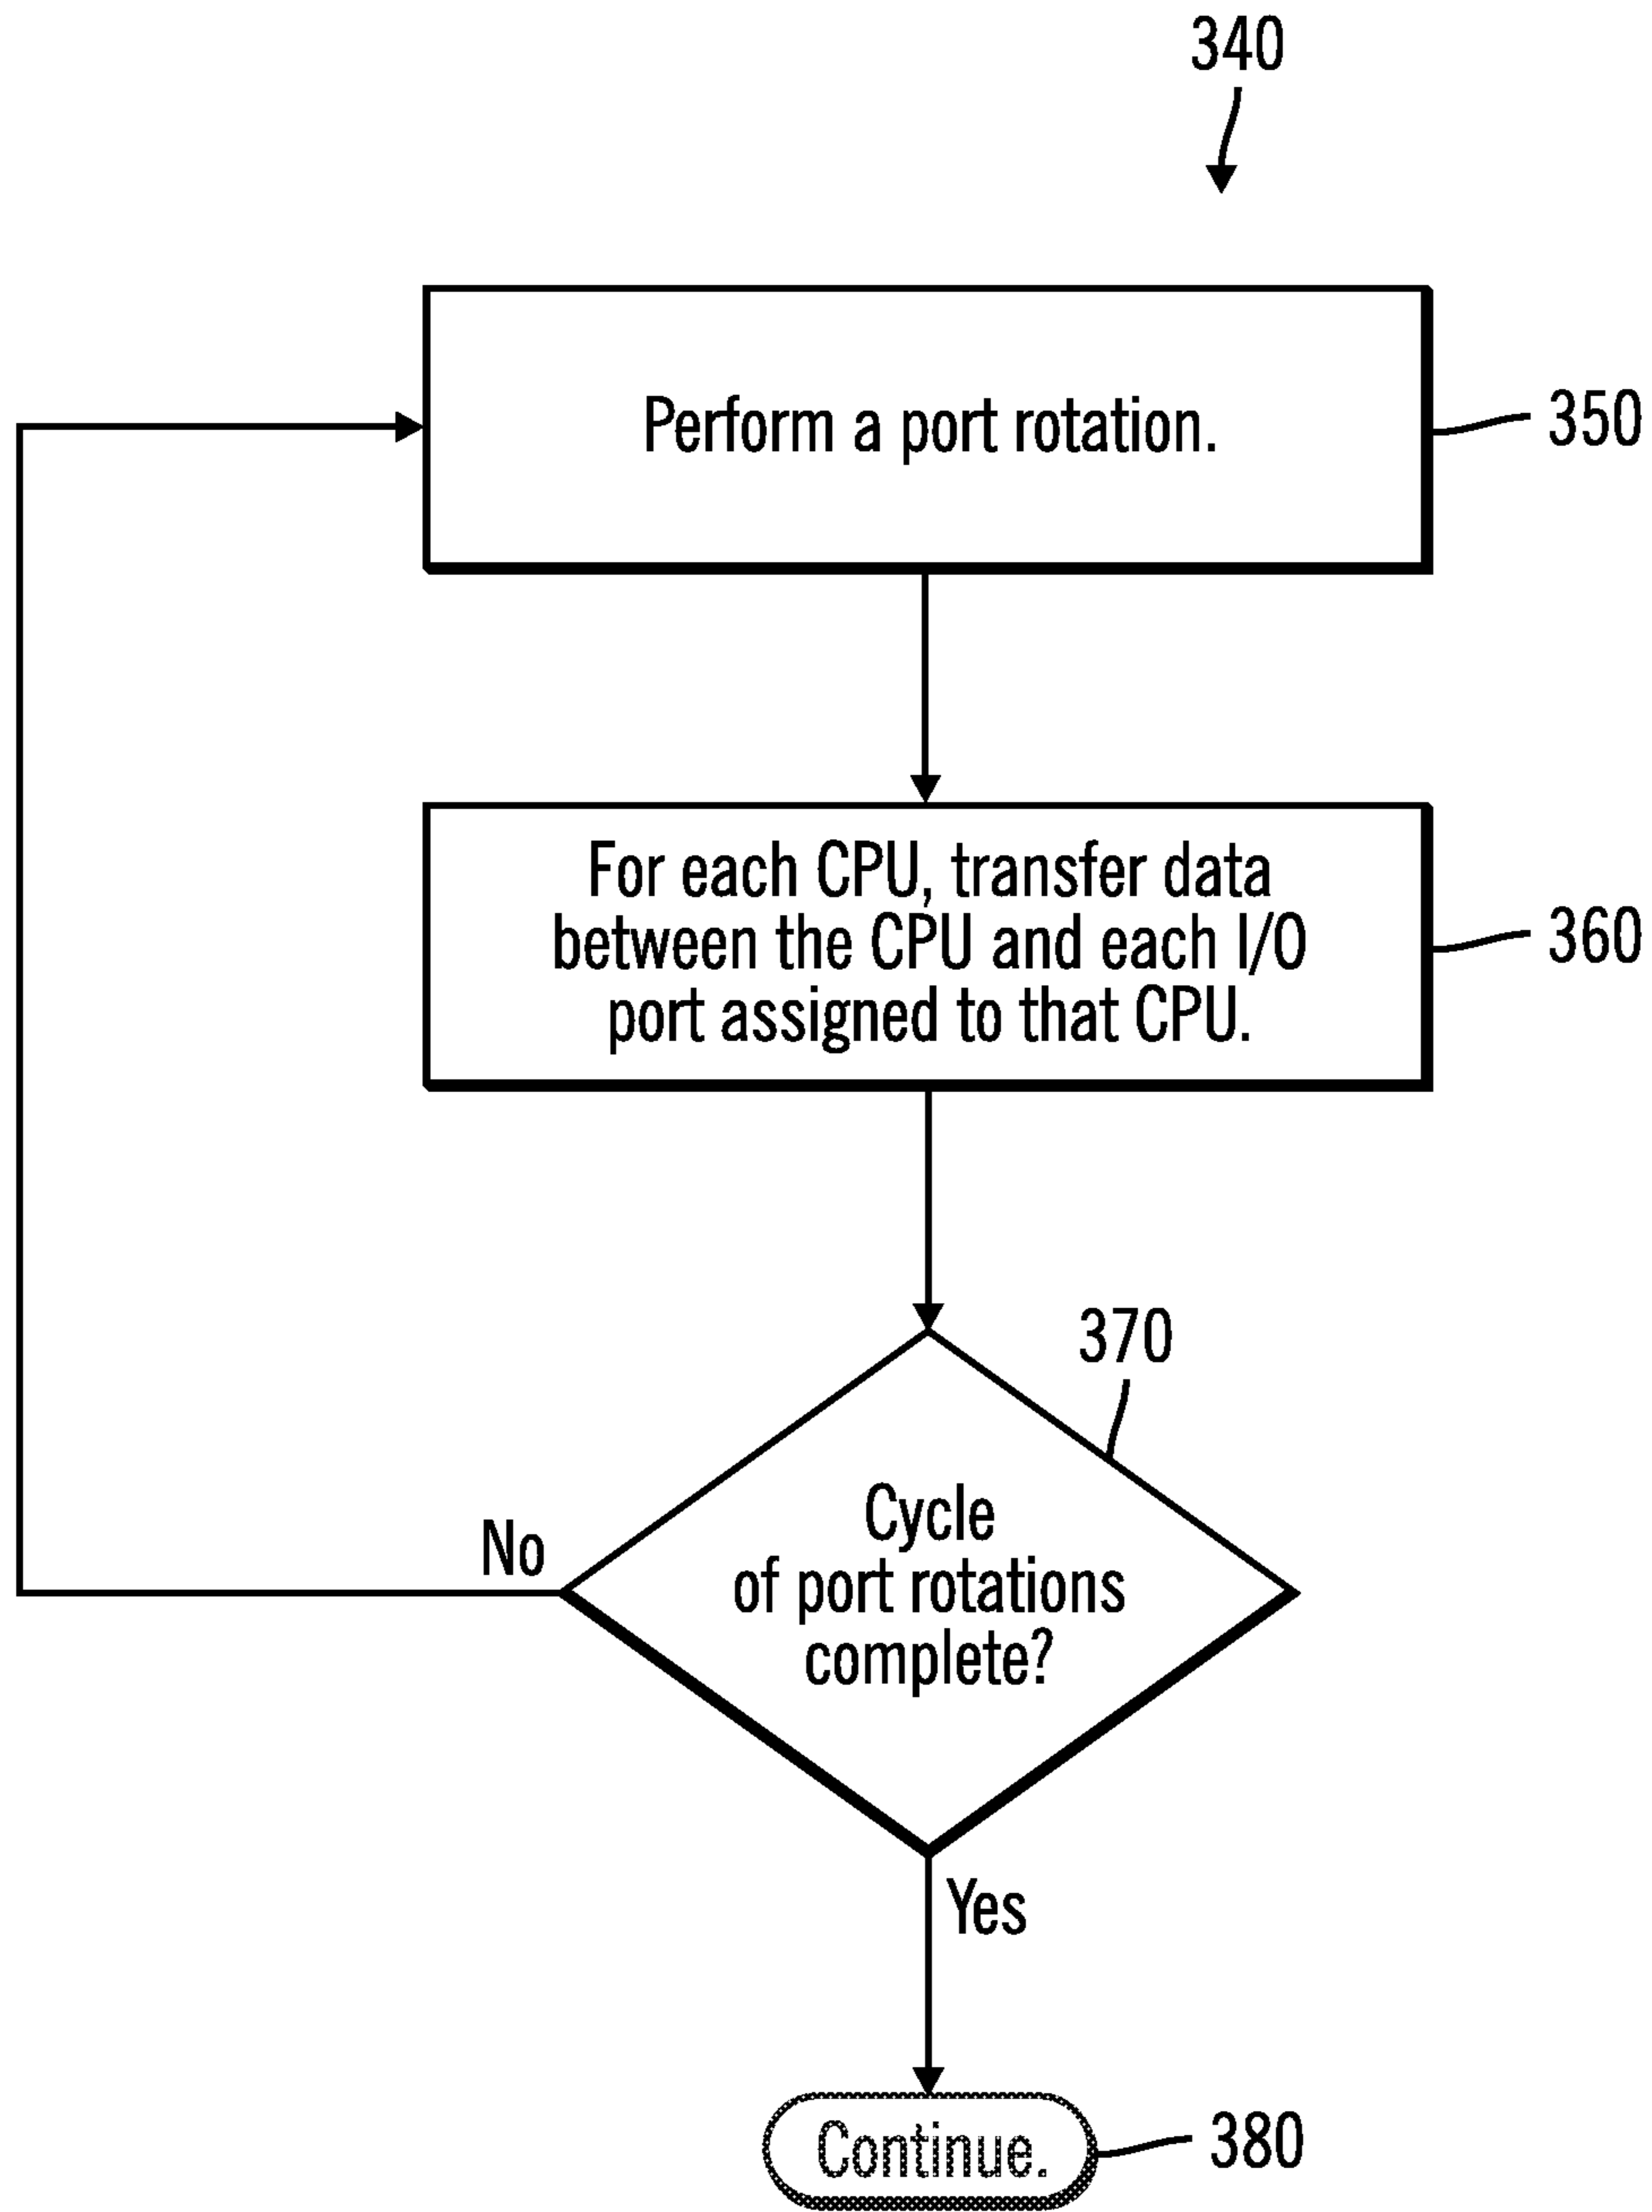 340
Perform a port rotation.
350
For each CPU, transfer data
between the CPU and each I/O
port assigned to that CPU.
360
370
Cycle
of port rotations
complete?
No
Yes
Continue.
380